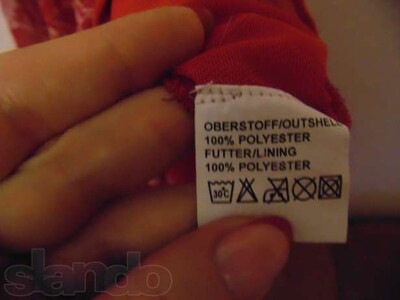 OBERSTOFF/OUTSHELL
100% POLYESTER
FUTTER/LINING
100% POLYESTER
30°C
slando